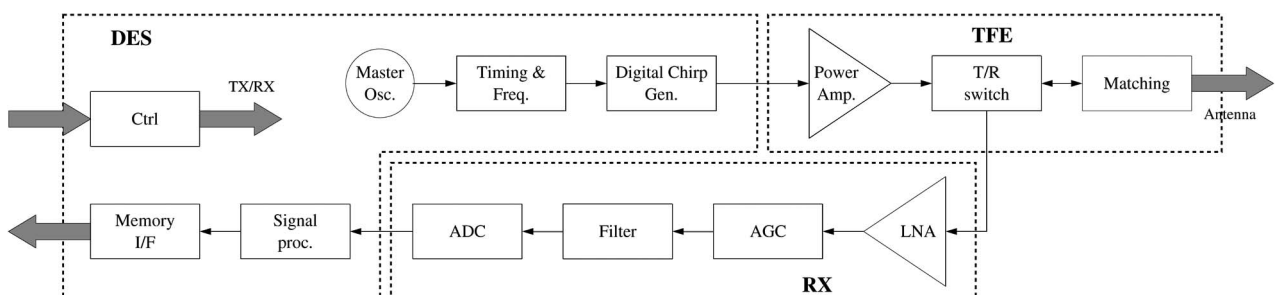 DES
TFE
TX/RX
Ctrl
Master
Osc.
Timing &
Freq.
Digital Chirp
Gen.
Power
Amp.
T/R
switch
Matching
Antenna
Memory
I/F
Signal
proc.
ADC
Filter
AGC
LNA
RX